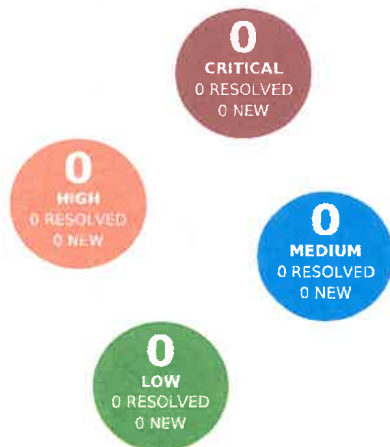 0
CRITICAL
0 RESOLVED
0 NEW
0
HIGH
0 RESOLVED
0 NEW
0
MEDIUM
0 RESOLVED
0 NEW
0
LOW
0 RESOLVED
0 NEW